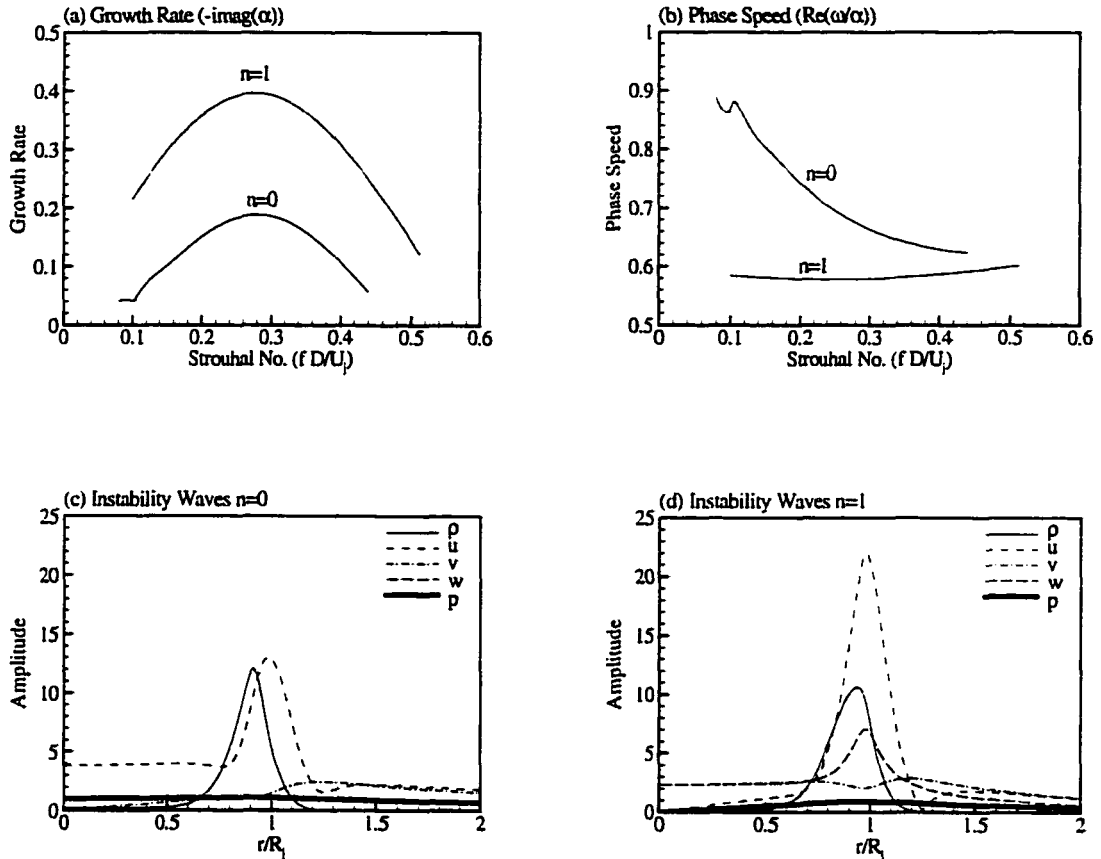 (a) Growth Rate (-imag(α))
0.5
0.4
0.3
0.2
0.1
0
Growth Rate
n=1
n=0
0 0.1 0.2 0.3 0.4 0.5 0.6
Strouhal No. (f D/U_j)
(b) Phase Speed (Re(ω/α))
1
0.9
0.8
0.7
0.6
0.5
Phase Speed
n=0
n=1
0 0.1 0.2 0.3 0.4 0.5 0.6
Strouhal No. (f D/U_j)
(c) Instability Waves n=0
25
20
15
10
5
0
Amplitude
ρ
u
v
w
p
0 0.5 1 1.5 2
r/R_j
(d) Instability Waves n=1
25
20
15
10
5
0
Amplitude
ρ
u
v
w
p
0 0.5 1 1.5 2
r/R_j